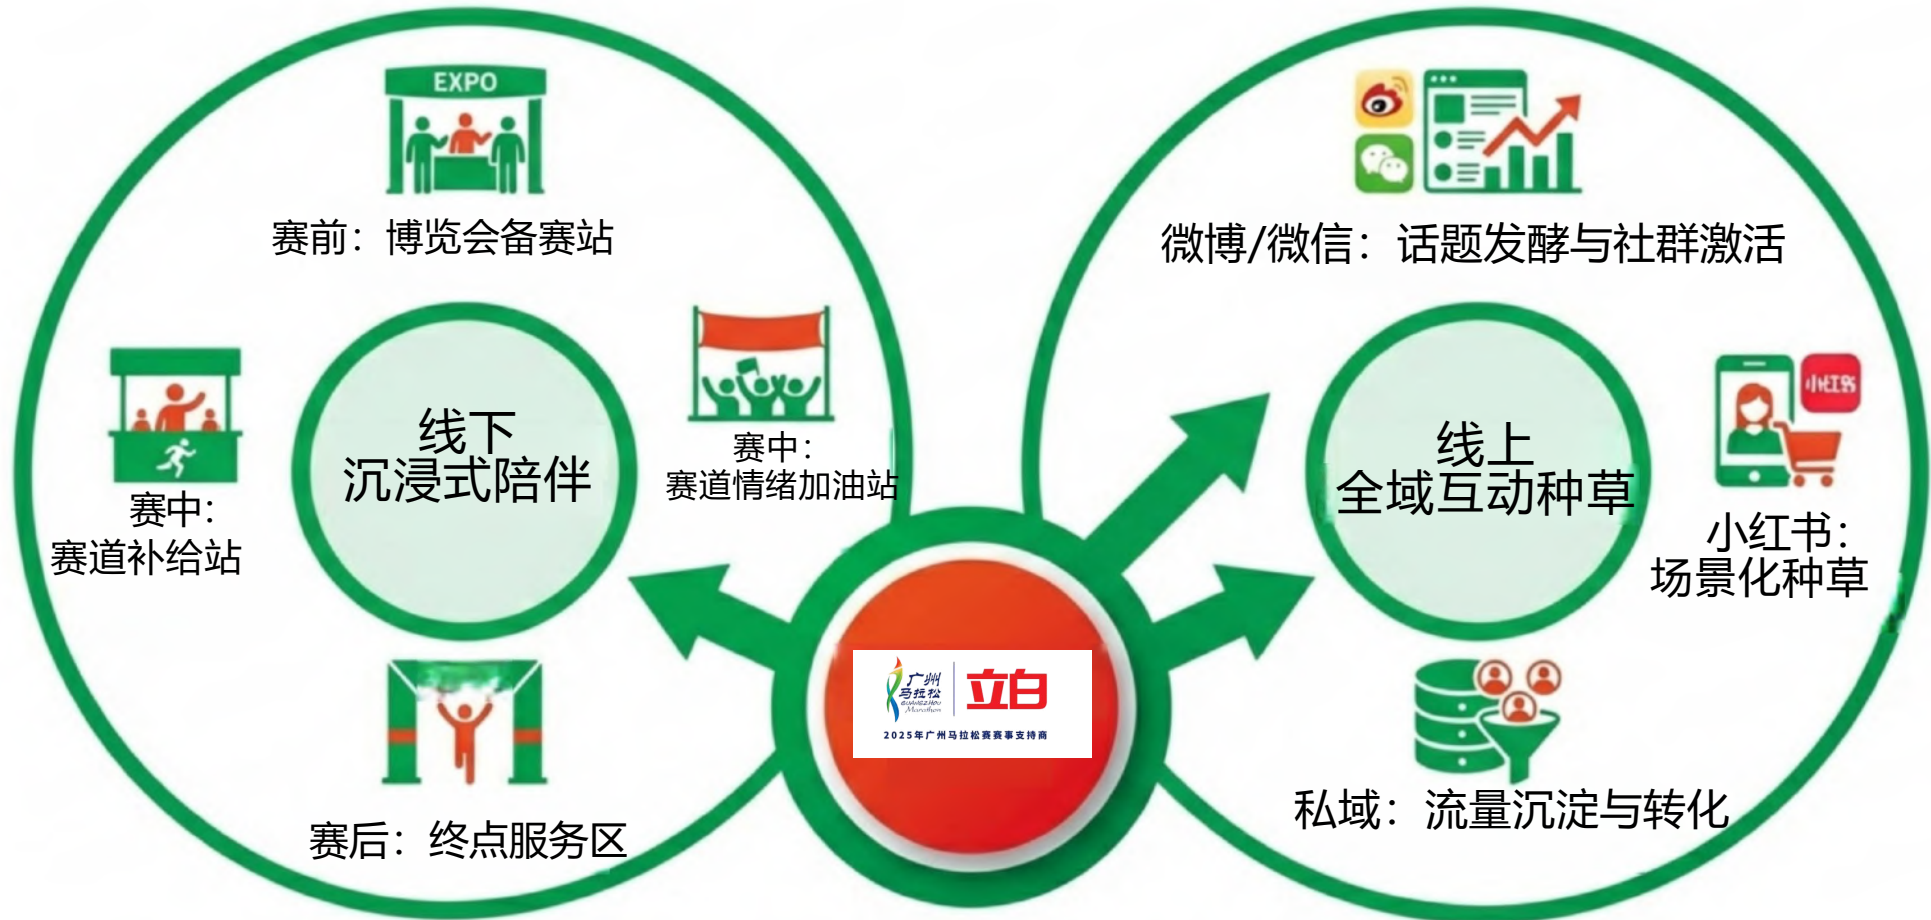 EXPO
赛前：博览会备赛站
赛中：
赛道补给站
线下
沉浸式陪伴
赛中：
赛道情绪加油站
赛后：终点服务区
广州
马拉松
GUANGZHOU
Marathon
立白
2025年广州马拉松赛赛事支持商
微博/微信：话题发酵与社群激活
线上
全域互动种草
小红书
小红书：
场景化种草
私域：流量沉淀与转化